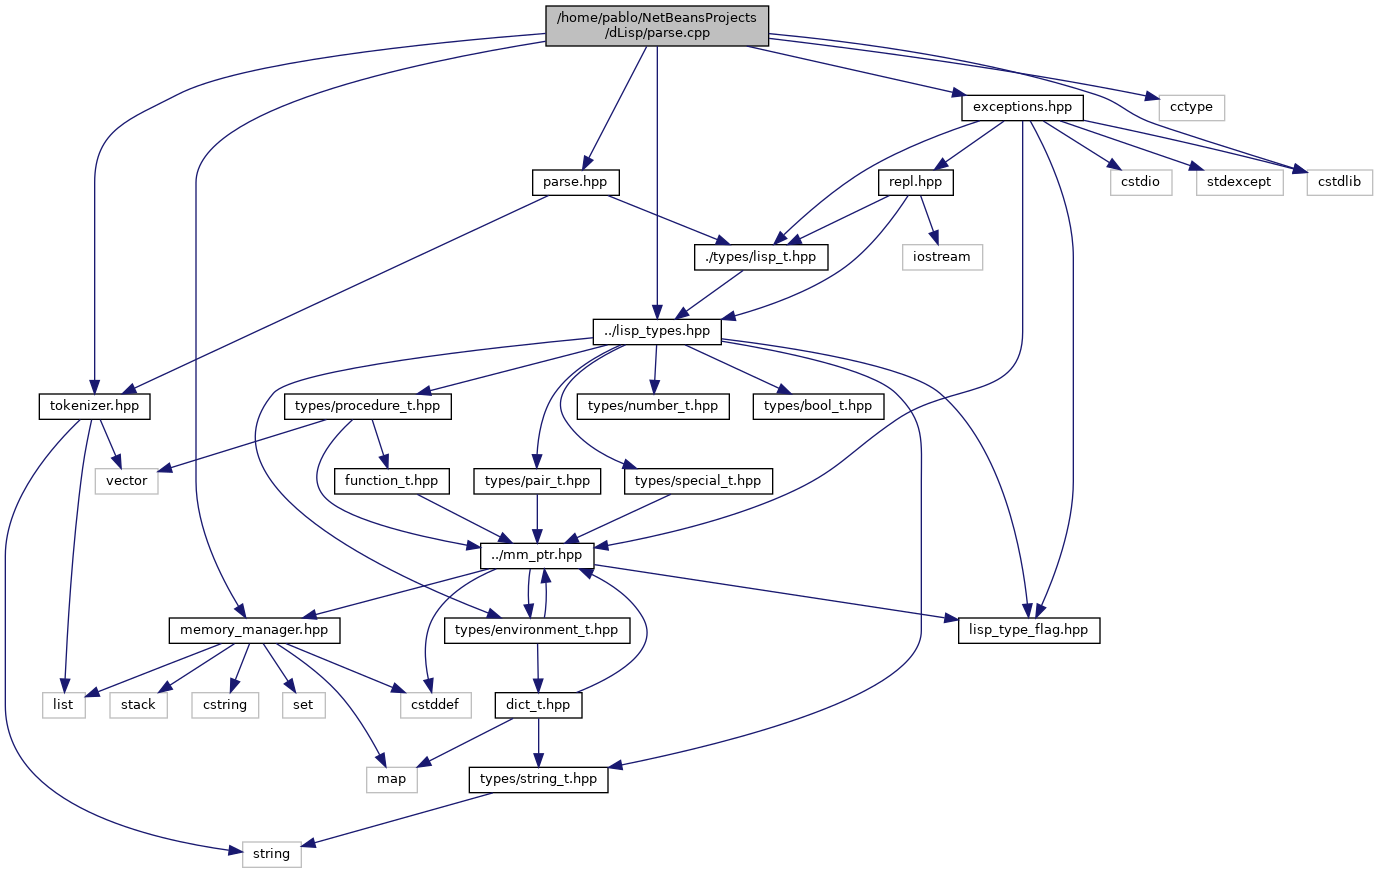 /home/pablo/NetBeansProjects
/dLisp/parse.cpp
exceptions.hpp
cctype
parse.hpp
repl.hpp
cstdio
stdexcept
cstdlib
./types/lisp_t.hpp
iostream
../lisp_types.hpp
tokenizer.hpp
types/procedure_t.hpp
types/number_t.hpp
types/bool_t.hpp
vector
function_t.hpp
types/pair_t.hpp
types/special_t.hpp
../mm_ptr.hpp
memory_manager.hpp
types/environment_t.hpp
lisp_type_flag.hpp
list
stack
cstring
set
cstddef
dict_t.hpp
map
types/string_t.hpp
string